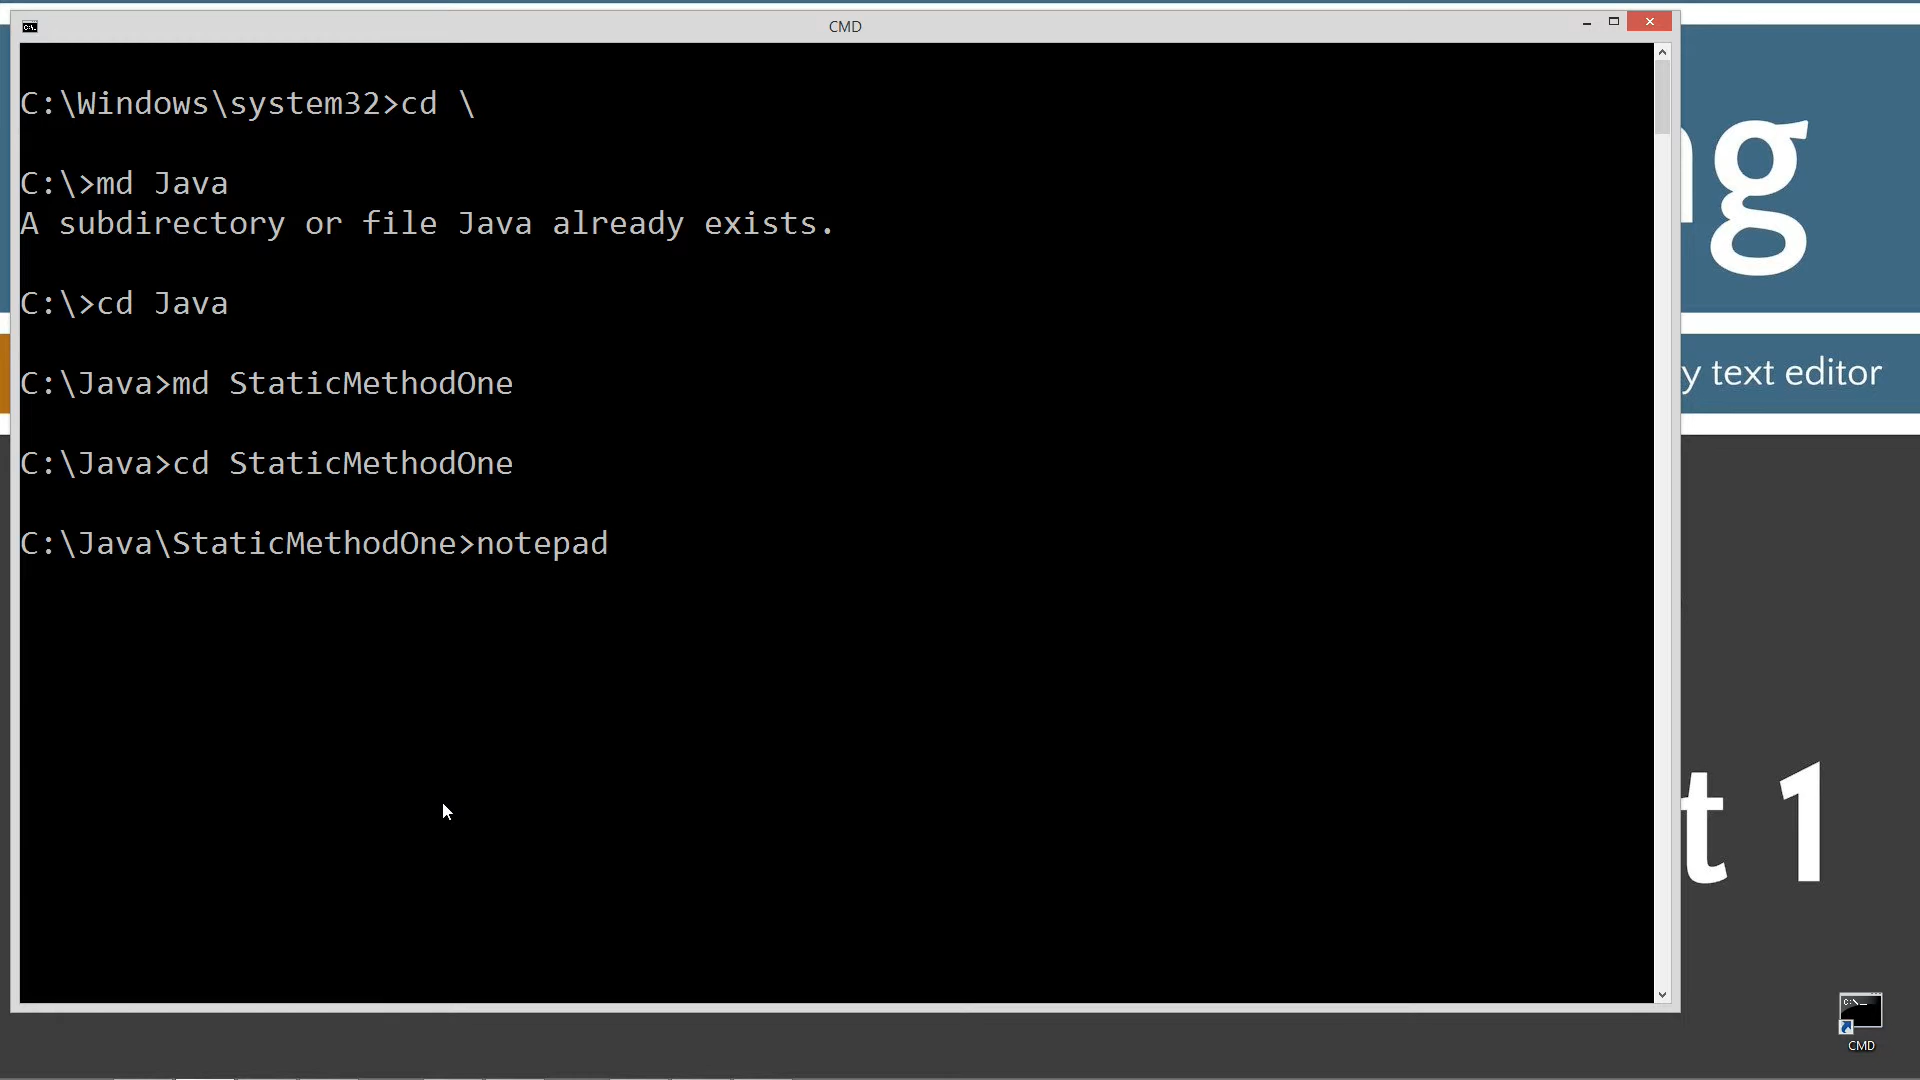 CMD
C:\Windows\system32>cd \
C:\>md Java
A subdirectory or file Java already exists.
C:\>cd Java
C:\Java>md StaticMethodOne
C:\Java>cd StaticMethodOne
C:\Java\StaticMethodOne>notepad
g
y text editor
t 1
CMD